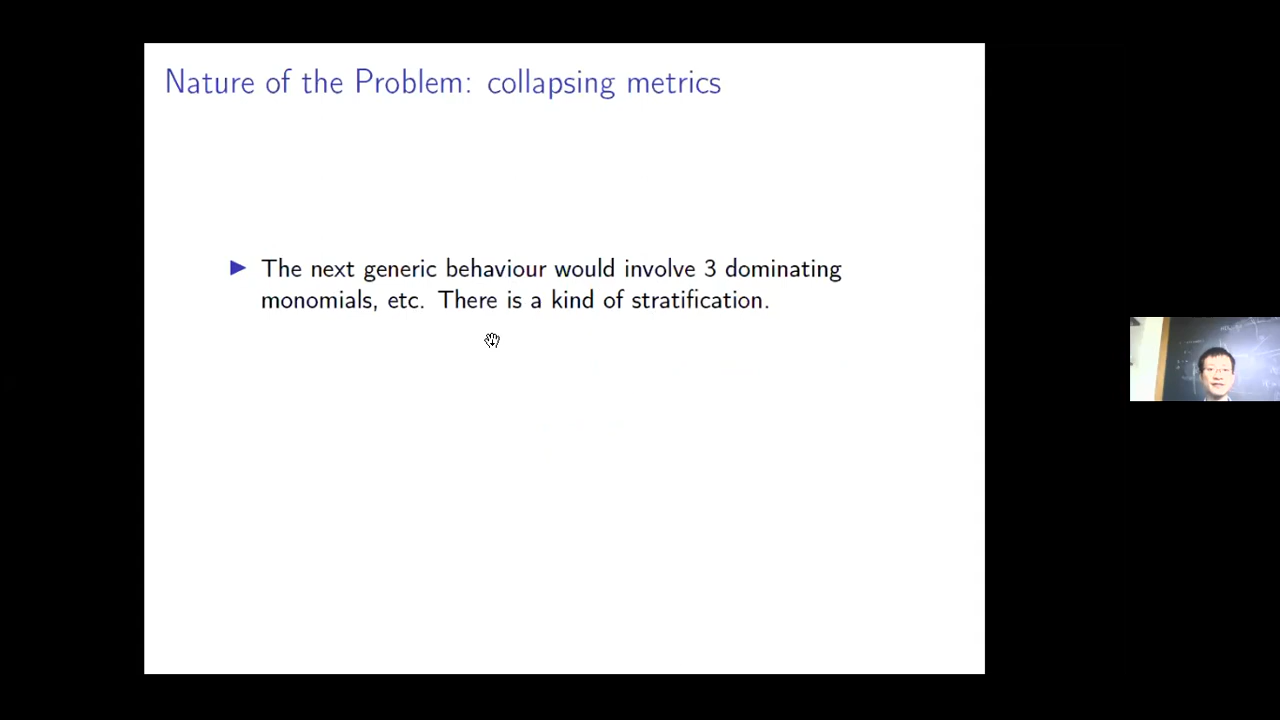 Nature of the Problem: collapsing metrics
▶ The next generic behaviour would involve 3 dominating
monomials, etc. There is a kind of stratification.